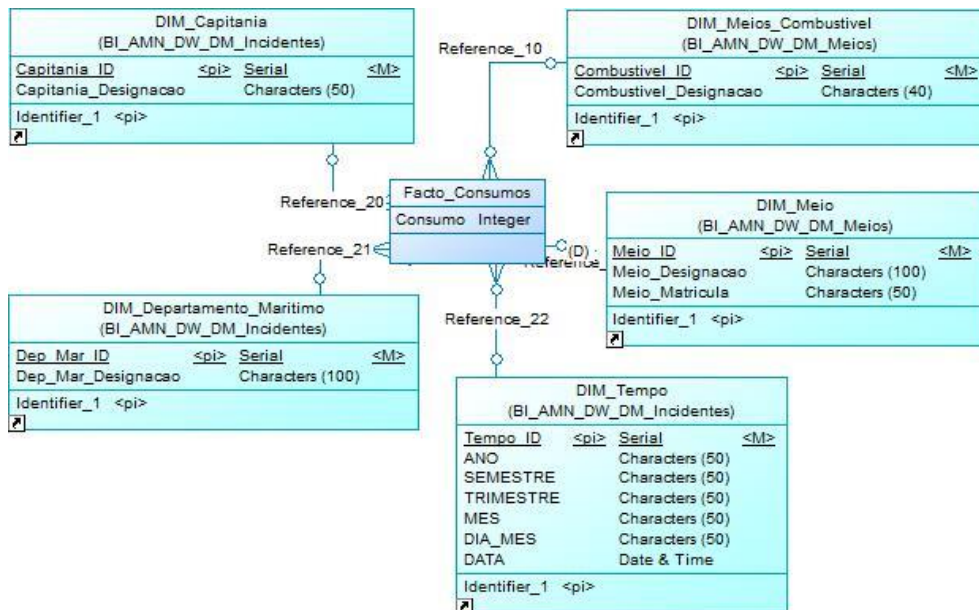 DIM_Capitania
(BI_AMN_DW_DM_Incidentes)
Capitania_ID <pi> Serial <M>
Capitania_Designacao Characters (50)
Identifier_1 <pi>
Reference_10
DIM_Meios_Combustivel
(BI_AMN_DW_DM_Meios)
Combustivel_ID <pi> Serial <M>
Combustivel_Designacao Characters (40)
Identifier_1 <pi>
Reference_20
Facto_Consumos
Consumo Integer
Reference_21
(D)
Reference_
DIM_Meio
(BI_AMN_DW_DM_Meios)
Meio_ID <pi> Serial <M>
Meio_Designacao Characters (100)
Meio_Matricula Characters (50)
Identifier_1 <pi>
DIM_Departamento_Maritimo
(BI_AMN_DW_DM_Incidentes)
Dep_Mar_ID <pi> Serial <M>
Dep_Mar_Designacao Characters (100)
Identifier_1 <pi>
Reference_22
DIM_Tempo
(BI_AMN_DW_DM_Incidentes)
Tempo_ID <pi> Serial <M>
ANO Characters (50)
SEMESTRE Characters (50)
TRIMESTRE Characters (50)
MES Characters (50)
DIA_MES Characters (50)
DATA Date & Time
Identifier_1 <pi>